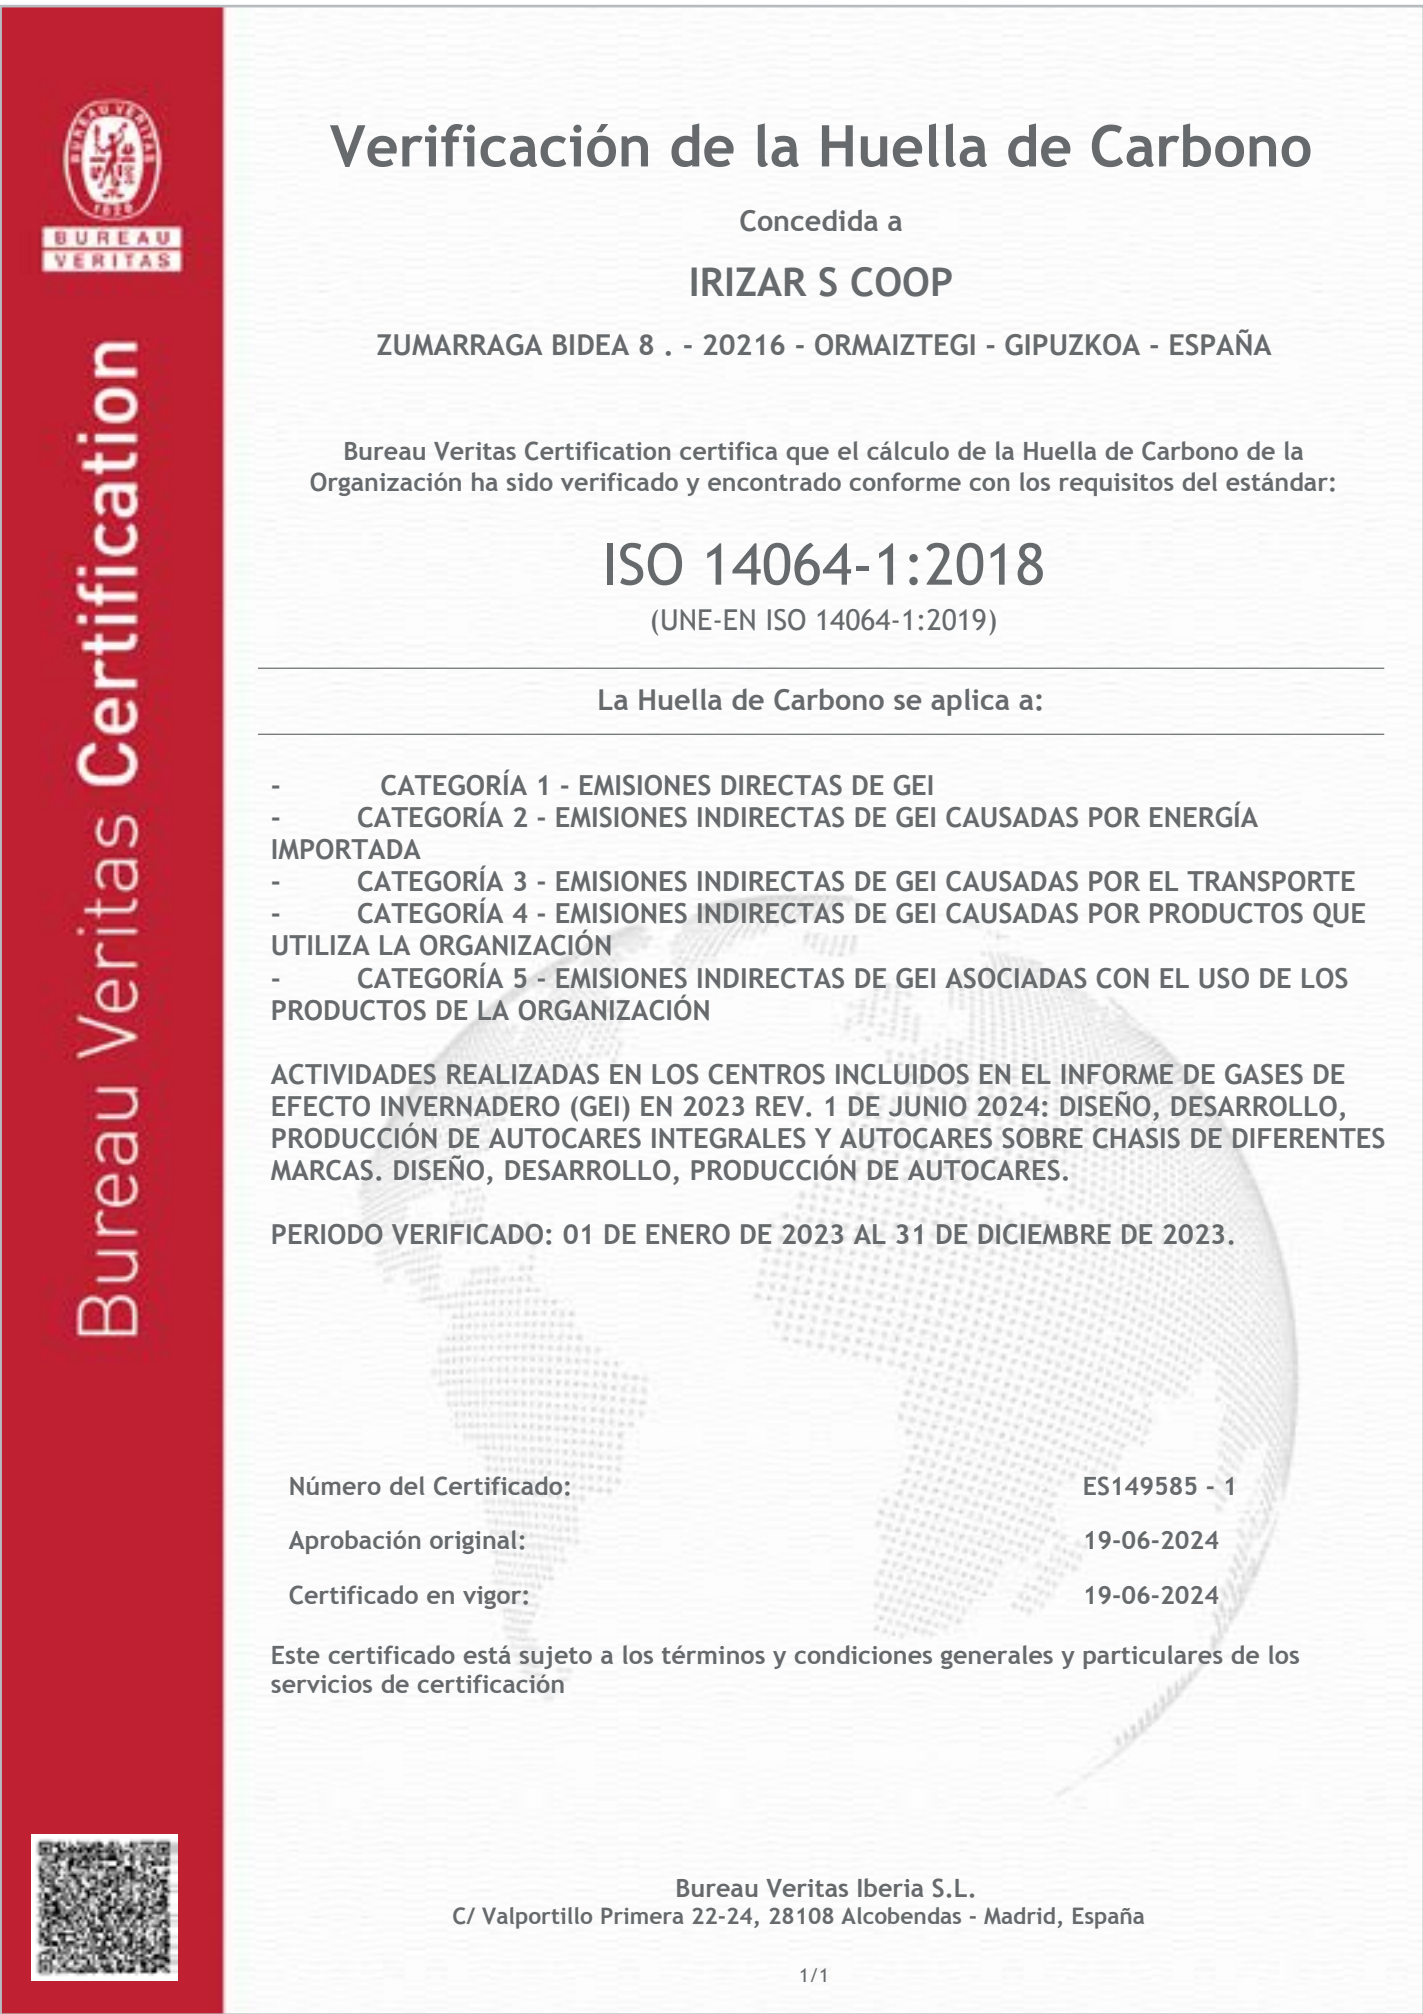 BUREAU VERITAS
1828
BUREAU
VERITAS
Bureau Veritas Certification
Verificación de la Huella de Carbono
Concedida a
IRIZAR S COOP
ZUMARRAGA BIDEA 8 . - 20216 - ORMAIZTEGI - GIPUZKOA - ESPAÑA
Bureau Veritas Certification certifica que el cálculo de la Huella de Carbono de la
Organización ha sido verificado y encontrado conforme con los requisitos del estándar:
ISO 14064-1:2018
(UNE-EN ISO 14064-1:2019)
La Huella de Carbono se aplica a:
- CATEGORÍA 1 - EMISIONES DIRECTAS DE GEI
- CATEGORÍA 2 - EMISIONES INDIRECTAS DE GEI CAUSADAS POR ENERGÍA
IMPORTADA
- CATEGORÍA 3 - EMISIONES INDIRECTAS DE GEI CAUSADAS POR EL TRANSPORTE
- CATEGORÍA 4 - EMISIONES INDIRECTAS DE GEI CAUSADAS POR PRODUCTOS QUE
UTILIZA LA ORGANIZACIÓN
- CATEGORÍA 5 - EMISIONES INDIRECTAS DE GEI ASOCIADAS CON EL USO DE LOS
PRODUCTOS DE LA ORGANIZACIÓN
ACTIVIDADES REALIZADAS EN LOS CENTROS INCLUIDOS EN EL INFORME DE GASES DE
EFECTO INVERNADERO (GEI) EN 2023 REV. 1 DE JUNIO 2024: DISEÑO, DESARROLLO,
PRODUCCIÓN DE AUTOCARES INTEGRALES Y AUTOCARES SOBRE CHASIS DE DIFERENTES
MARCAS. DISEÑO, DESARROLLO, PRODUCCIÓN DE AUTOCARES.
PERIODO VERIFICADO: 01 DE ENERO DE 2023 AL 31 DE DICIEMBRE DE 2023.
Número del Certificado: ES149585 - 1
Aprobación original: 19-06-2024
Certificado en vigor: 19-06-2024
Este certificado está sujeto a los términos y condiciones generales y particulares de los
servicios de certificación
Bureau Veritas Iberia S.L.
C/ Valportillo Primera 22-24, 28108 Alcobendas - Madrid, España
1/1